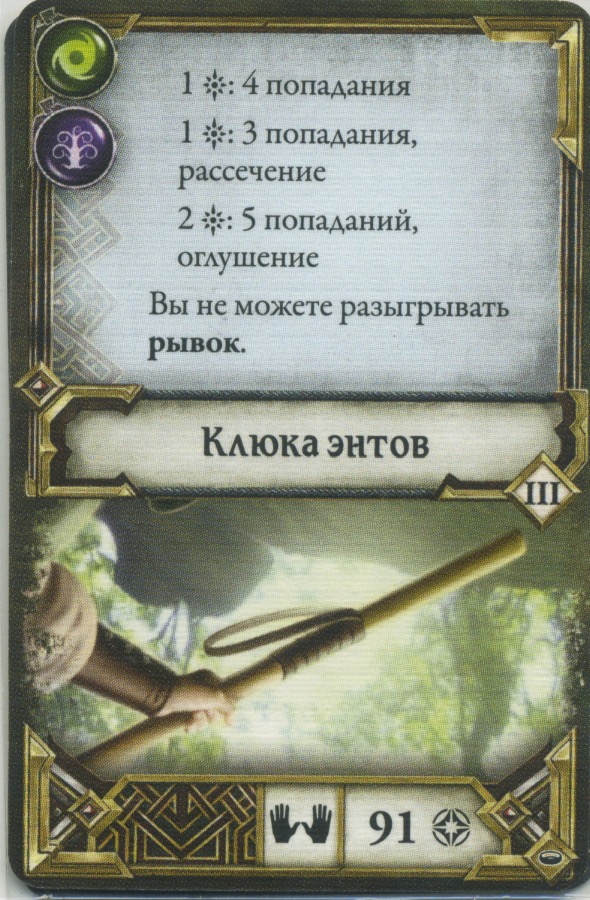 1 : 4 попадания
1 : 3 попадания,
рассечение
2 : 5 попаданий,
оглушение
Вы не можете разыгрывать
рывок.
Клюка энтов
III
91